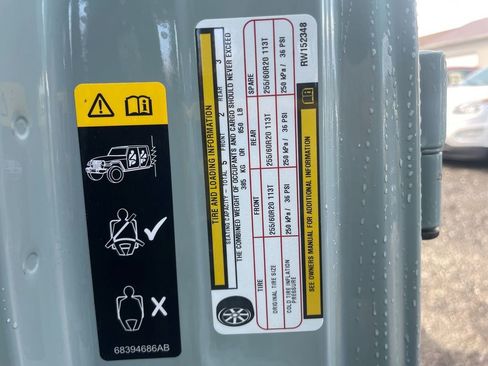 68394686AB
TIRE AND LOADING INFORMATION
SEATING CAPACITY - TOTAL 5 FRONT 2 REAR 3
THE COMBINED WEIGHT OF OCCUPANTS AND CARGO SHOULD NEVER EXCEED
385 KG OR 850 LB
TIRE FRONT REAR SPARE
ORIGINAL TIRE SIZE 255/60R20 113T 255/60R20 113T 255/60R20 113T
COLD TIRE INFLATION
PRESSURE 250 kPa / 36 PSI 250 kPa / 36 PSI 250 kPa / 36 PSI
SEE OWNERS MANUAL FOR ADDITIONAL INFORMATION
RW152348